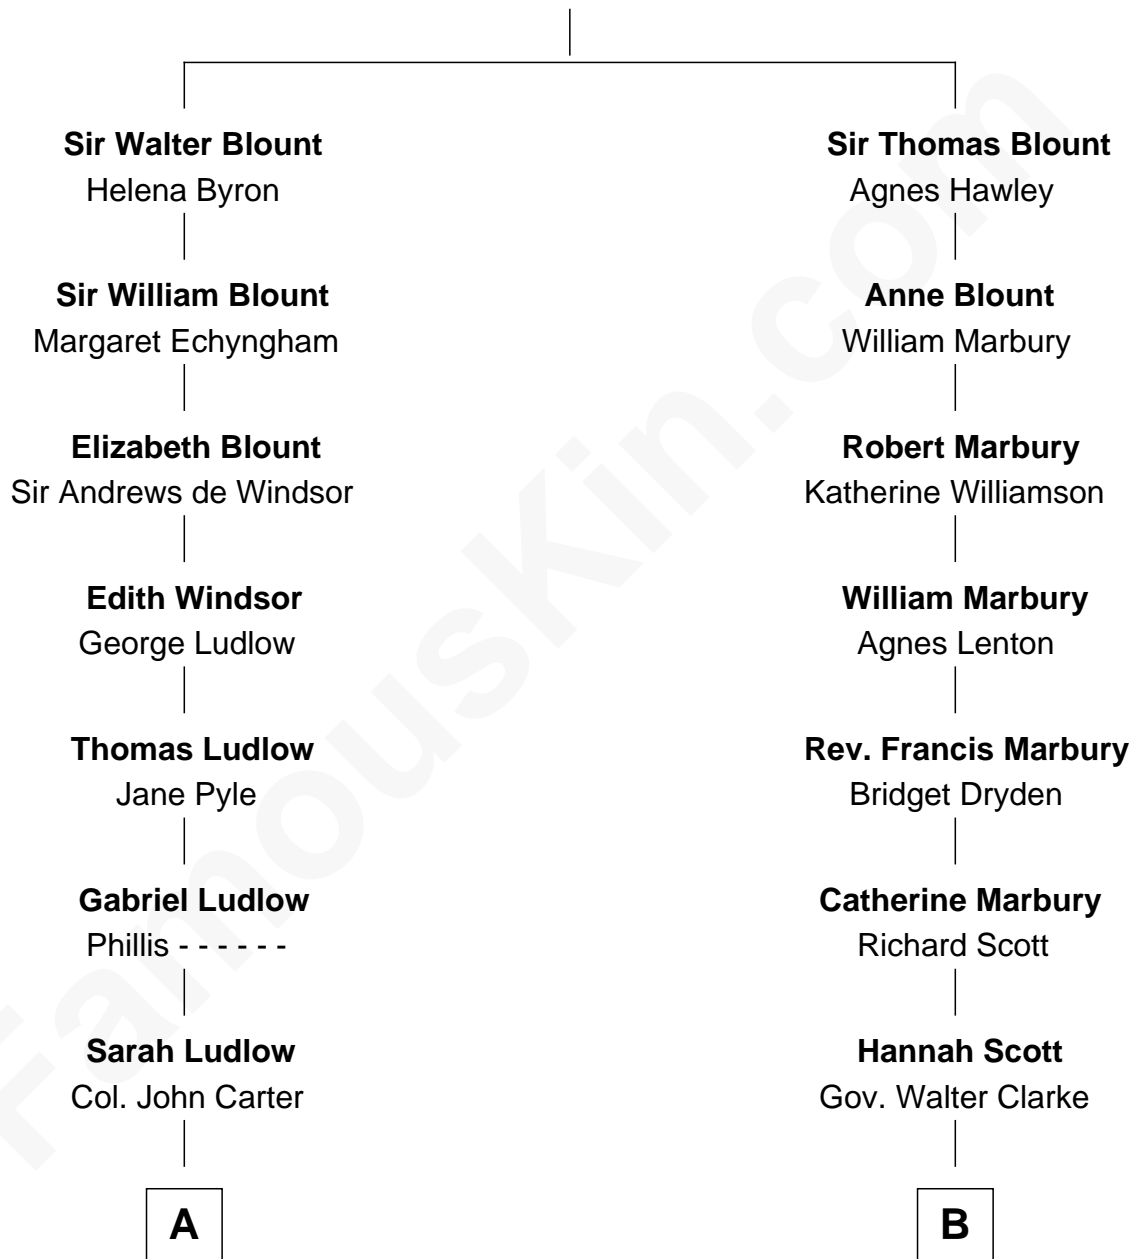 Sir Walter Blount
Helena Byron
Sir William Blount
Margaret Echyngham
Elizabeth Blount
Sir Andrews de Windsor
Edith Windsor
George Ludlow
Thomas Ludlow
Jane Pyle
Gabriel Ludlow
Phillis - - - - - -
Sarah Ludlow
Col. John Carter
A
Sir Thomas Blount
Agnes Hawley
Anne Blount
William Marbury
Robert Marbury
Katherine Williamson
William Marbury
Agnes Lenton
Rev. Francis Marbury
Bridget Dryden
Catherine Marbury
Richard Scott
Hannah Scott
Gov. Walter Clarke
B
FamousKin.com